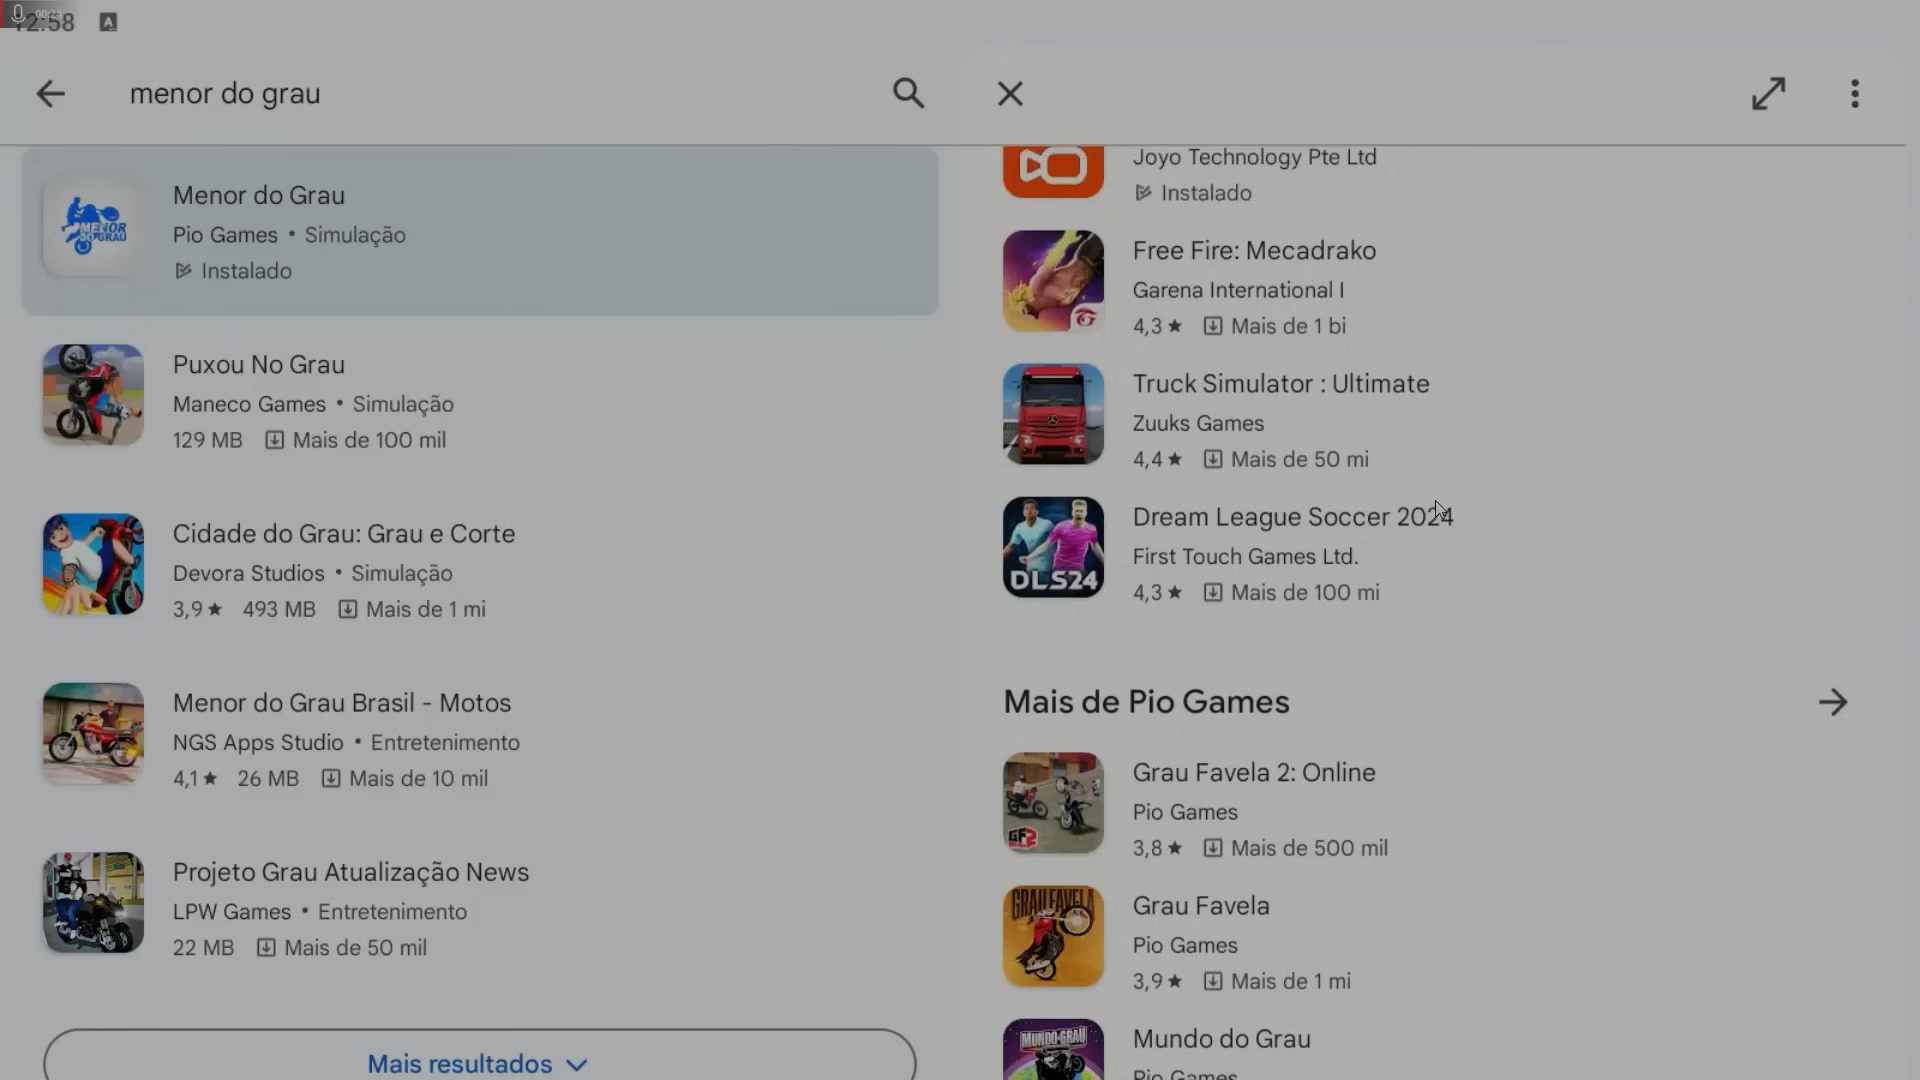 12:58
menor do grau
Menor do Grau
Pio Games • Simulação
Instalado
Puxou No Grau
Maneco Games • Simulação
129 MB Mais de 100 mil
Cidade do Grau: Grau e Corte
Devora Studios • Simulação
3,9★ 493 MB Mais de 1 mi
Menor do Grau Brasil - Motos
NGS Apps Studio • Entretenimento
4,1★ 26 MB Mais de 10 mil
Projeto Grau Atualização News
LPW Games • Entretenimento
22 MB Mais de 50 mil
Mais resultados
Joyo Technology Pte Ltd
Instalado
Free Fire: Mecadrako
Garena International I
4,3★ Mais de 1 bi
Truck Simulator : Ultimate
Zuuks Games
4,4★ Mais de 50 mi
DLS24
Dream League Soccer 2024
First Touch Games Ltd.
4,3★ Mais de 100 mi
Mais de Pio Games
Grau Favela 2: Online
Pio Games
3,8★ Mais de 500 mil
GRAU FAVELA
Grau Favela
Pio Games
3,9★ Mais de 1 mi
MUNDO GRAU
Mundo do Grau
Pio Games